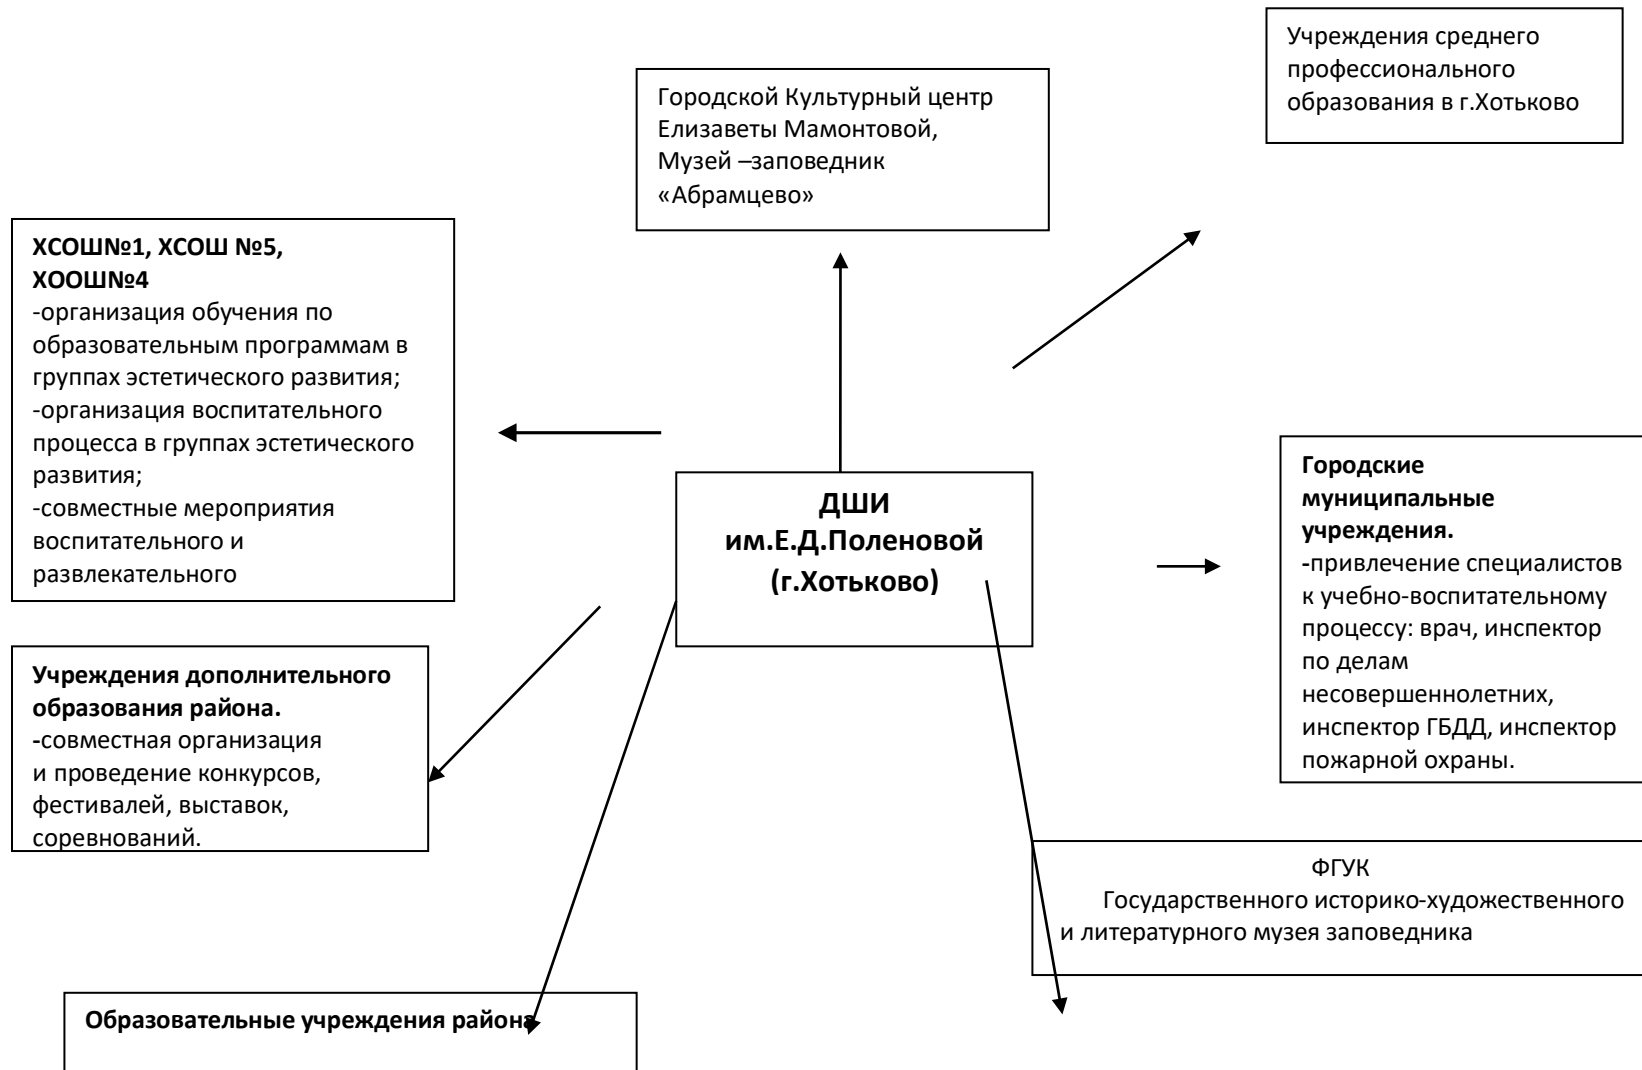 Учреждения среднего
профессионального
образования в г.Хотьково
Городской Культурный центр
Елизаветы Мамонтовой,
Музей –заповедник
«Абрамцево»
ХСОШ№1, ХСОШ №5,
ХООШ№4
-организация обучения по
образовательным программам в
группах эстетического развития;
-организация воспитательного
процесса в группах эстетического
развития;
-совместные мероприятия
воспитательного и
развлекательного
ДШИ
им.Е.Д.Поленовой
(г.Хотьково)
Городские
муниципальные
учреждения.
-привлечение специалистов
к учебно-воспитательному
процессу: врач, инспектор
по делам
несовершеннолетних,
инспектор ГБДД, инспектор
пожарной охраны.
Учреждения дополнительного
образования района.
-совместная организация
и проведение конкурсов,
фестивалей, выставок,
соревнований.
ФГУК
Государственного историко-художественного
и литературного музея заповедника
Образовательные учреждения района